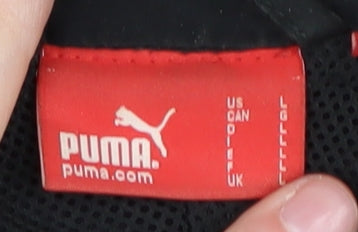 PUMA.
puma.com
US L
CAN G
D L
I L
E L
F L
UK L